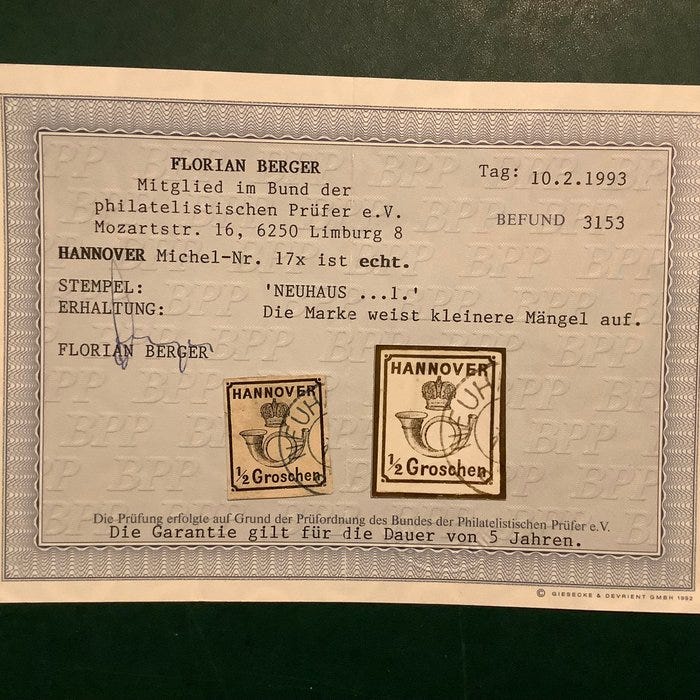 FLORIAN BERGER
Mitglied im Bund der
philatelistischen Prüfer e.V.
Mozartstr. 16, 6250 Limburg 8
Tag: 10.2.1993
BEFUND 3153
HANNOVER Michel-Nr. 17x ist echt.
STEMPEL: 'NEUHAUS ...l.'
ERHALTUNG: Die Marke weist kleinere Mängel auf.
FLORIAN BERGER
HANNOVER
1/2 Groschen
HANNOVER
1/2 Groschen
Die Prüfung erfolgte auf Grund der Prüfordnung des Bundes der Philatelistischen Prüfer e.V.
Die Garantie gilt für die Dauer von 5 Jahren.
© GIESECKE & DEVRIENT GMBH 1992